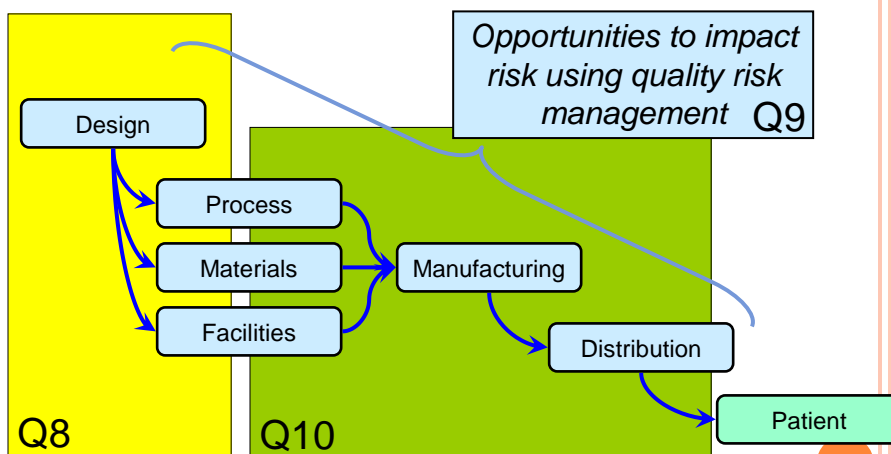 Opportunities to impact
risk using quality risk
management Q9
Design
Process
Materials
Manufacturing
Facilities
Distribution
Patient
Q8
Q10